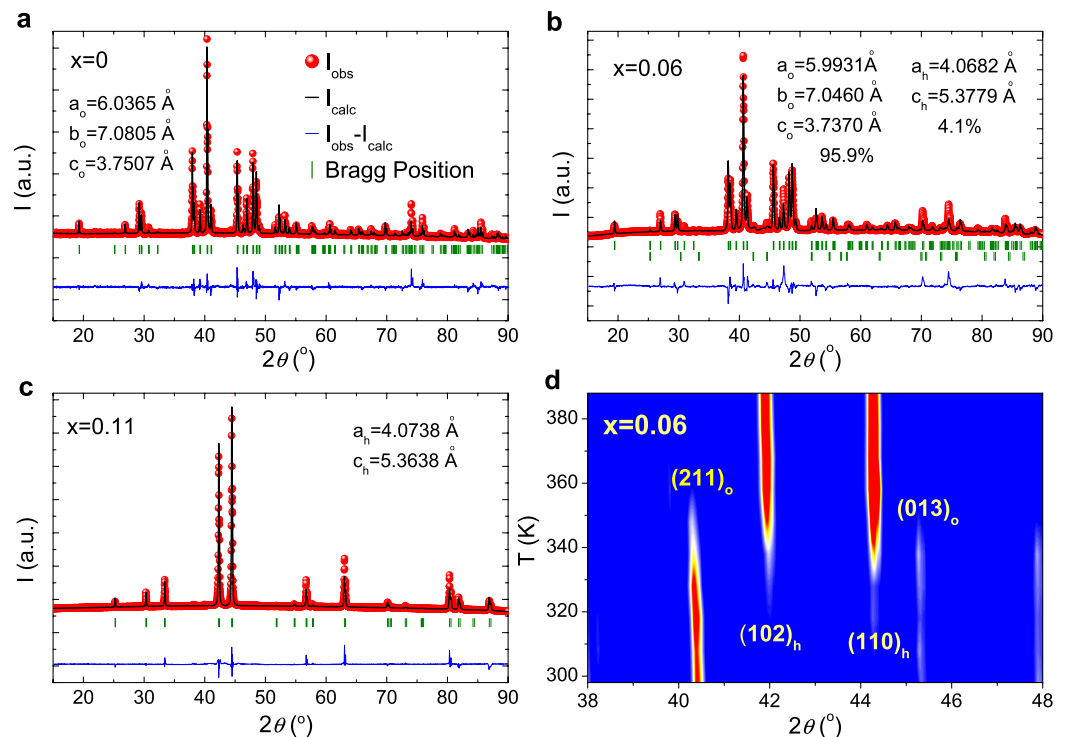 a
x=0
a_o=6.0365 Å
b_o=7.0805 Å
c_o=3.7507 Å
I_obs
I_calc
I_obs-I_calc
Bragg Position
I (a.u.)
20 30 40 50 60 70 80 90
2θ (°)
b
x=0.06
a_o=5.9931Å
b_o=7.0460 Å
c_o=3.7370 Å
95.9%
a_h=4.0682 Å
c_h=5.3779 Å
4.1%
I (a.u.)
20 30 40 50 60 70 80 90
2θ (°)
c
x=0.11
a_h=4.0738 Å
c_h=5.3638 Å
I (a.u.)
20 30 40 50 60 70 80 90
2θ (°)
d
x=0.06
(211)_o
(013)_o
(102)_h
(110)_h
T (K)
380
360
340
320
300
38 40 42 44 46 48
2θ (°)